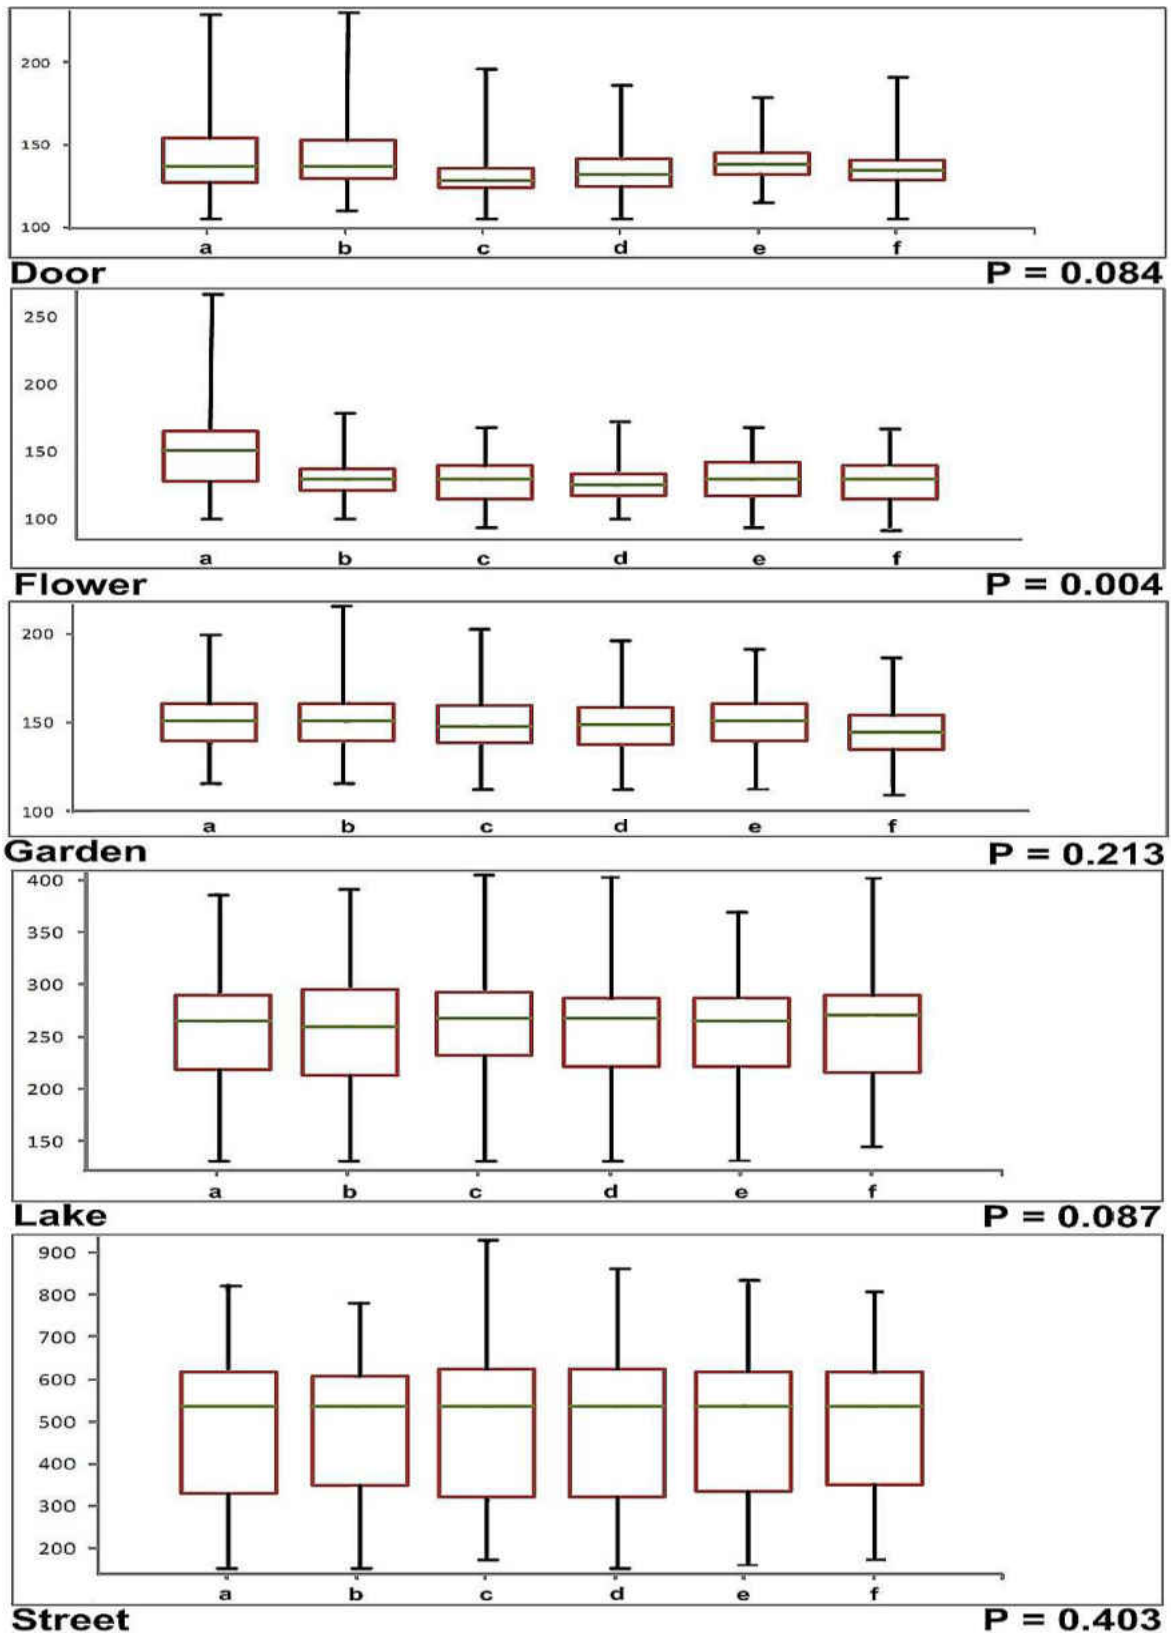 200
150
100
a b c d e f
Door P = 0.084
250
200
150
100
a b c d e f
Flower P = 0.004
200
150
100
a b c d e f
Garden P = 0.213
400
350
300
250
200
150
a b c d e f
Lake P = 0.087
900
800
700
600
500
400
300
200
a b c d e f
Street P = 0.403